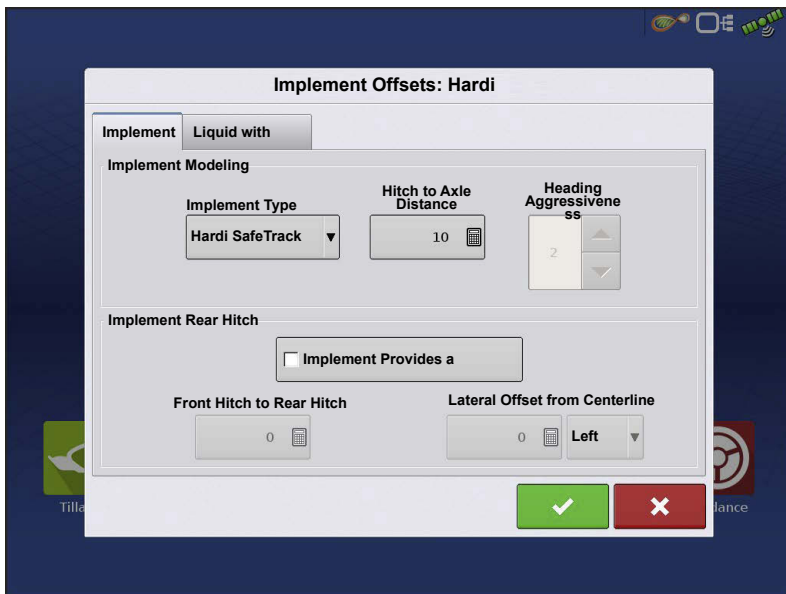 Implement Offsets: Hardi
Implement
Liquid with
Implement Modeling
Implement Type
Hardi SafeTrack
Hitch to Axle
Distance
10
Heading
Aggressivene
ss
2
Implement Rear Hitch
Implement Provides a
Front Hitch to Rear Hitch
0
Lateral Offset from Centerline
0
Left
Tilla
dance